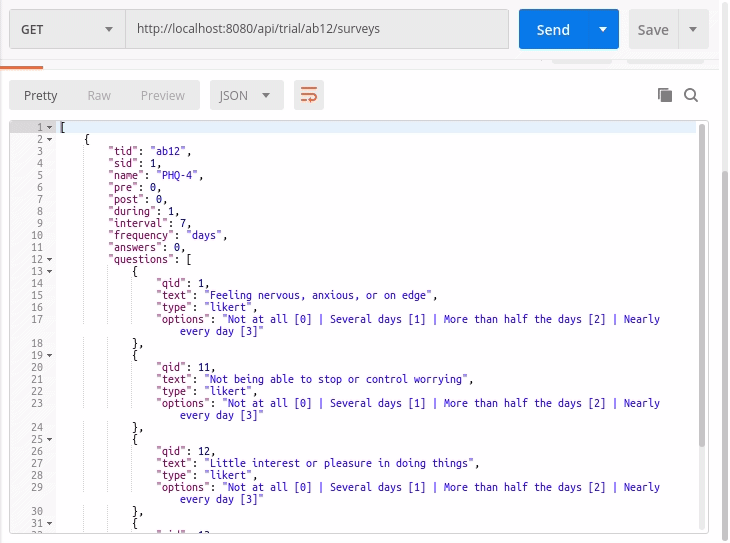 GET http://localhost:8080/api/trial/ab12/surveys Send Save
Pretty Raw Preview JSON
1 [
2 {
3 "tid": "ab12",
4 "sid": 1,
5 "name": "PHQ-4",
6 "pre": 0,
7 "post": 0,
8 "during": 1,
9 "interval": 7,
10 "frequency": "days",
11 "answers": 0,
12 "questions": [
13 {
14 "qid": 1,
15 "text": "Feeling nervous, anxious, or on edge",
16 "type": "likert",
17 "options": "Not at all [0] | Several days [1] | More than half the days [2] | Nearly
every day [3]"
18 },
19 {
20 "qid": 11,
21 "text": "Not being able to stop or control worrying",
22 "type": "likert",
23 "options": "Not at all [0] | Several days [1] | More than half the days [2] | Nearly
every day [3]"
24 },
25 {
26 "qid": 12,
27 "text": "Little interest or pleasure in doing things",
28 "type": "likert",
29 "options": "Not at all [0] | Several days [1] | More than half the days [2] | Nearly
every day [3]"
30 },
31 {